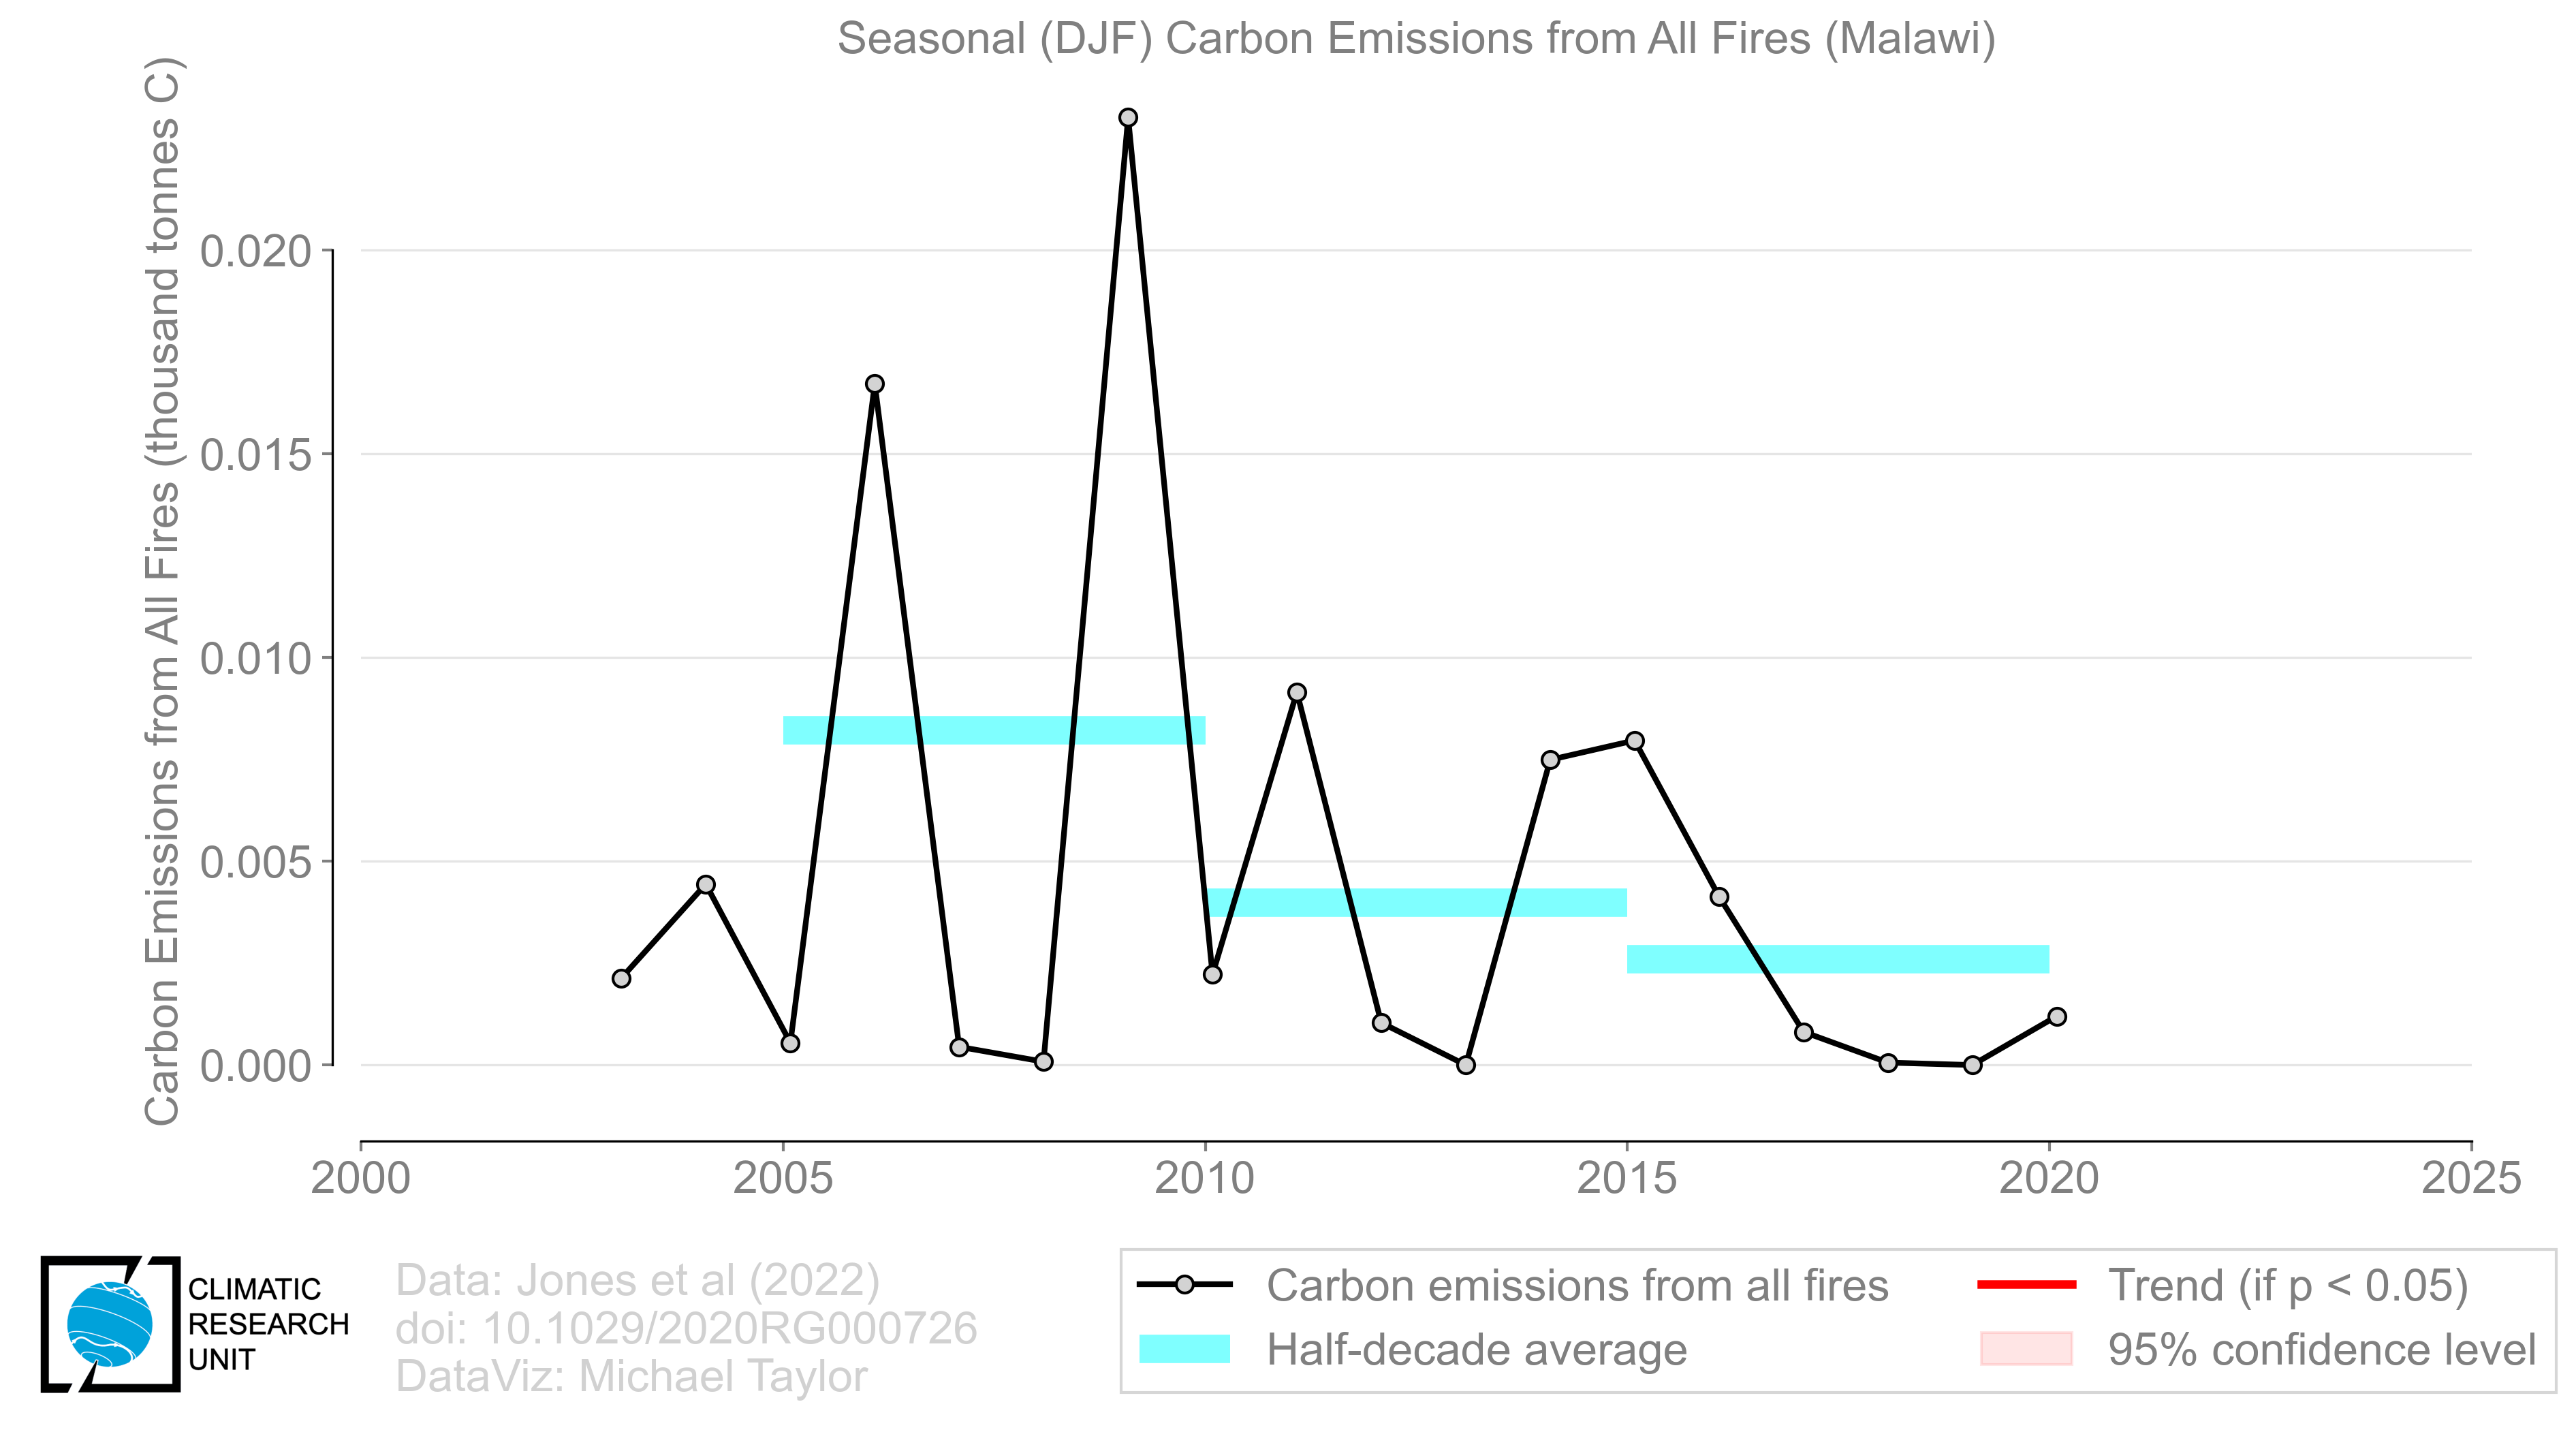 Seasonal (DJF) Carbon Emissions from All Fires (Malawi)
Carbon Emissions from All Fires (thousand tonnes C)
0.020
0.015
0.010
0.005
0.000
2000
2005
2010
2015
2020
2025
CLIMATIC
RESEARCH
UNIT
Data: Jones et al (2022)
doi: 10.1029/2020RG000726
DataViz: Michael Taylor
Carbon emissions from all fires
Half-decade average
Trend (if p < 0.05)
95% confidence level